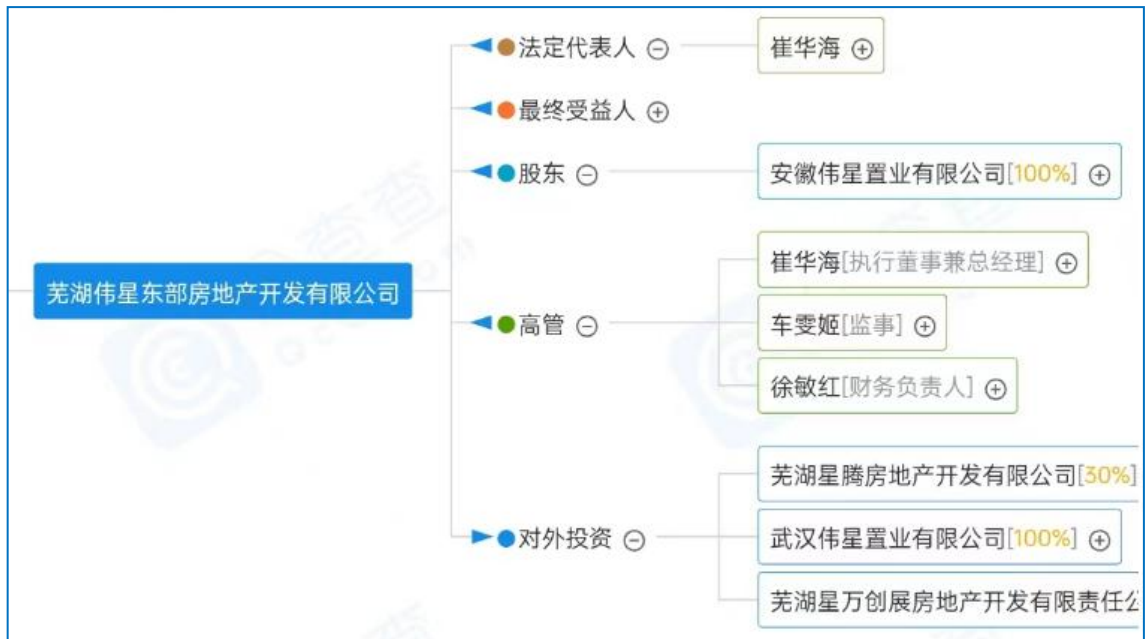 法定代表人
崔华海
最终受益人
股东
安徽伟星置业有限公司[100%]
芜湖伟星东部房地产开发有限公司
高管
崔华海[执行董事兼总经理]
车雯姬[监事]
徐敏红[财务负责人]
对外投资
芜湖星腾房地产开发有限公司[30%]
武汉伟星置业有限公司[100%]
芜湖星万创展房地产开发有限责任公